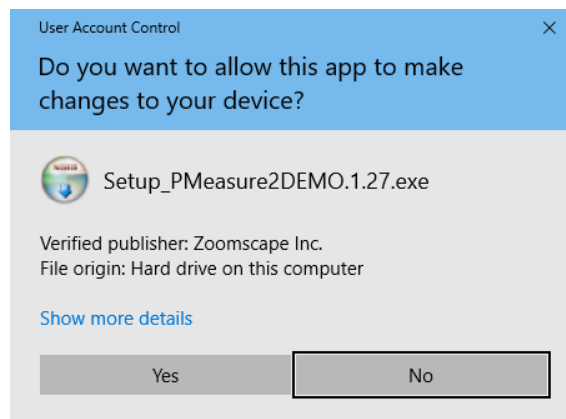 User Account Control
Do you want to allow this app to make
changes to your device?
Setup_PMeasure2DEMO.1.27.exe
Verified publisher: Zoomscape Inc.
File origin: Hard drive on this computer
Show more details
Yes
No